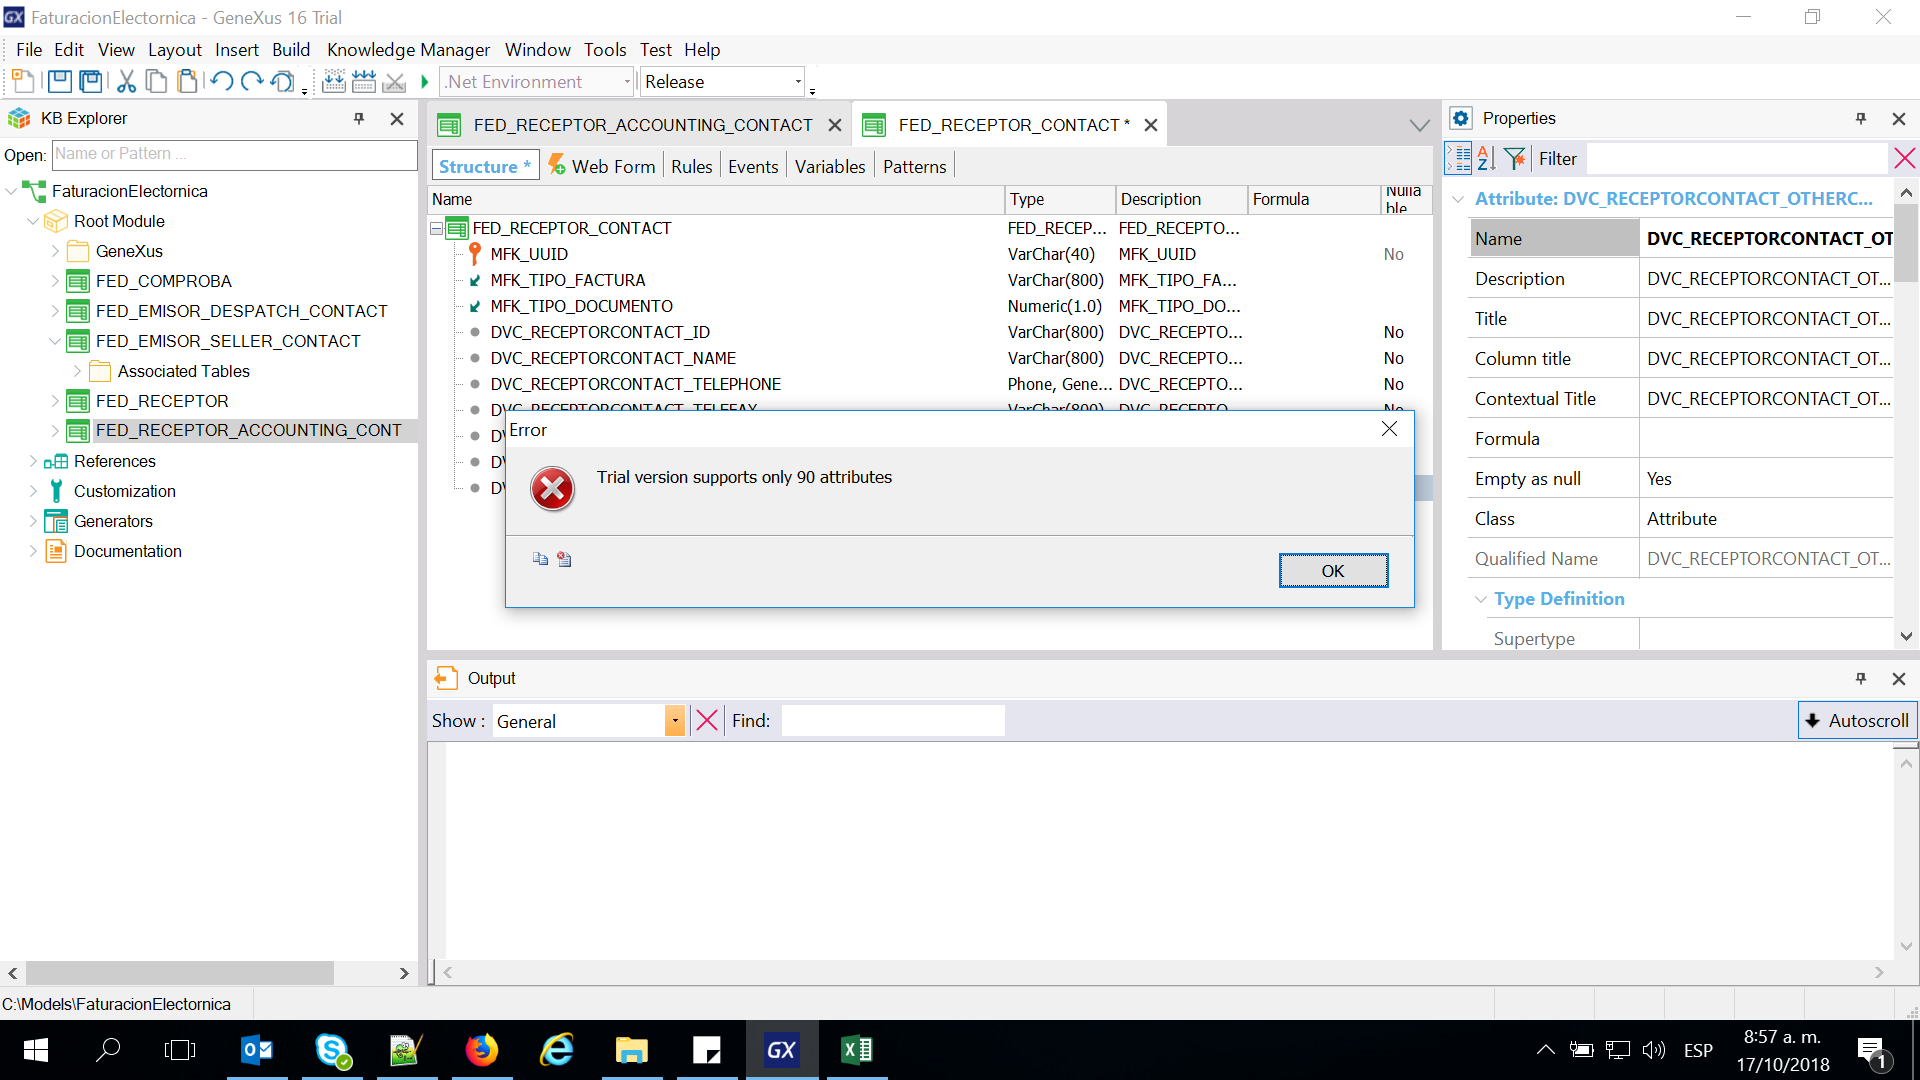 FaturacionElectornica - GeneXus 16 Trial
File Edit View Layout Insert Build Knowledge Manager Window Tools Test Help
.Net Environment Release
KB Explorer
Open: Name or Pattern ...
FaturacionElectornica
Root Module
GeneXus
FED_COMPROBA
FED_EMISOR_DESPATCH_CONTACT
FED_EMISOR_SELLER_CONTACT
Associated Tables
FED_RECEPTOR
FED_RECEPTOR_ACCOUNTING_CONT
References
Customization
Generators
Documentation
FED_RECEPTOR_ACCOUNTING_CONTACT FED_RECEPTOR_CONTACT *
Structure * Web Form Rules Events Variables Patterns
Name Type Description Formula Nulla
ble
FED_RECEPTOR_CONTACT FED_RECEP... FED_RECEPTO...
MFK_UUID VarChar(40) MFK_UUID No
MFK_TIPO_FACTURA VarChar(800) MFK_TIPO_FA...
MFK_TIPO_DOCUMENTO Numeric(1.0) MFK_TIPO_DO...
DVC_RECEPTORCONTACT_ID VarChar(800) DVC_RECEPTO... No
DVC_RECEPTORCONTACT_NAME VarChar(800) DVC_RECEPTO... No
DVC_RECEPTORCONTACT_TELEPHONE Phone, Gene... DVC_RECEPTO... No
DVC_RECEPTORCONTACT_TELEFAX VarChar(800) DVC_RECEPTO... No
Error
Trial version supports only 90 attributes
OK
Properties
Filter
Attribute: DVC_RECEPTORCONTACT_OTHERC...
Name DVC_RECEPTORCONTACT_OT
Description DVC_RECEPTORCONTACT_OT...
Title DVC_RECEPTORCONTACT_OT...
Column title DVC_RECEPTORCONTACT_OT...
Contextual Title DVC_RECEPTORCONTACT_OT...
Formula
Empty as null Yes
Class Attribute
Qualified Name DVC_RECEPTORCONTACT_OT...
Type Definition
Supertype
Output
Show : General Find: Autoscroll
C:\Models\FaturacionElectornica
GX
ESP
8:57 a. m.
17/10/2018
1